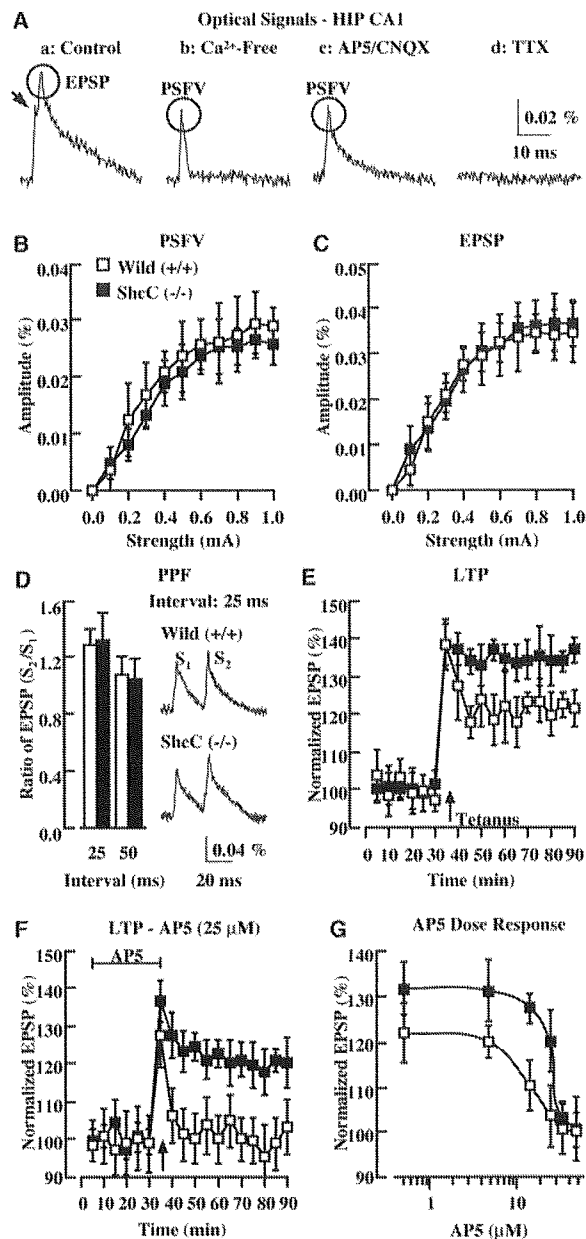 A
Optical Signals - HIP CA1
a: Control b: Ca²⁺-Free c: AP5/CNQX d: TTX
EPSP
PSFV
PSFV
0.02 %
10 ms
B
PSFV
Wild (+/+)
ShcC (-/-)
Amplitude (%)
0.04
0.03
0.02
0.01
0.00
0.0 0.2 0.4 0.6 0.8 1.0
Strength (mA)
C
EPSP
Amplitude (%)
0.05
0.04
0.03
0.02
0.01
0.00
0.0 0.2 0.4 0.6 0.8 1.0
Strength (mA)
D
PPF
Interval: 25 ms
Ratio of EPSP (S₂/S₁)
1.6
1.2
0.8
0.4
0.0
25 50
Interval (ms)
Wild (+/+)
S₁ S₂
ShcC (-/-)
0.04 %
20 ms
E
LTP
Normalized EPSP (%)
150
140
130
120
110
100
90
0 10 20 30 40 50 60 70 80 90
Tetanus
Time (min)
F
LTP - AP5 (25 µM)
AP5
Normalized EPSP (%)
150
140
130
120
110
100
90
0 10 20 30 40 50 60 70 80 90
Time (min)
G
AP5 Dose Response
Normalized EPSP (%)
140
130
120
110
100
90
1 10
AP5 (µM)